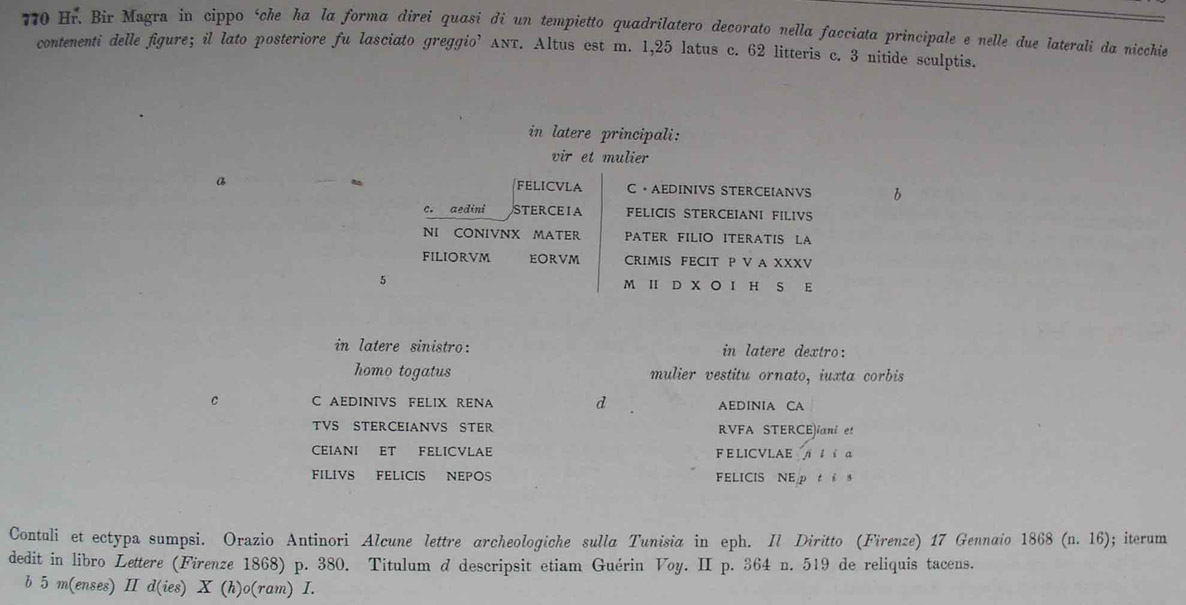 770 Hr. Bir Magra in cippo ‘che ha la forma direi quasi di un tempietto quadrilatero decorato nella facciata principale e nelle due laterali da nicchie
contenenti delle figure; il lato posteriore fu lasciato greggio’ ANT. Altus est m. 1,25 latus c. 62 litteris c. 3 nitide sculptis.
in latere principali:
vir et mulier
a
FELICVLA
c. aedini STERCEIA
NI CONIVNX MATER
FILIORVM EORVM
5
b
C · AEDINIVS STERCEIANVS
FELICIS STERCEIANI FILIVS
PATER FILIO ITERATIS LA
CRIMIS FECIT P V A XXXV
M II D X O I H S E
in latere sinistro:
homo togatus
c
C AEDINIVS FELIX RENA
TVS STERCEIANVS STER
CEIANI ET FELICVLAE
FILIVS FELICIS NEPOS
in latere dextro:
mulier vestitu ornato, iuxta corbis
d
AEDINIA CA
RVFA STERCEiani et
FELICVLAE filia
FELICIS NEptis
Contuli et ectypa sumpsi. Orazio Antinori Alcune lettre archeologiche sulla Tunisia in eph. Il Diritto (Firenze) 17 Gennaio 1868 (n. 16); iterum
dedit in libro Lettere (Firenze 1868) p. 380. Titulum d descripsit etiam Guérin Voy. II p. 364 n. 519 de reliquis tacens.
b 5 m(enses) II d(ies) X (h)o(ram) I.